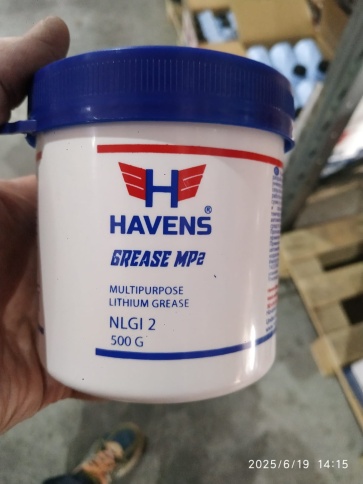 H
HAVENS®
GREASE MP2
MULTIPURPOSE
LITHIUM GREASE
NLGI 2
500 G
2025/6/19 14:15